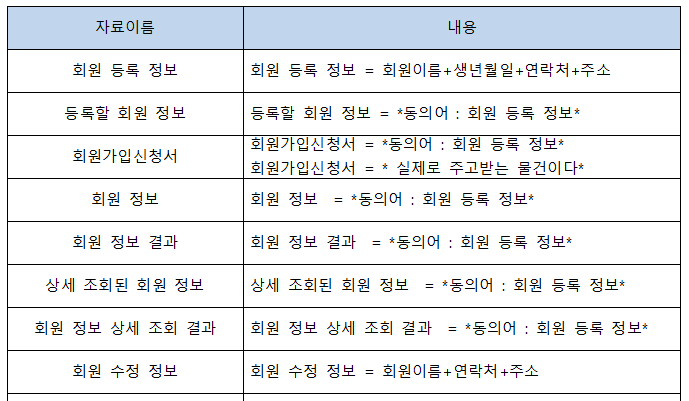 자료이름 내용
회원 등록 정보 회원 등록 정보 = 회원이름+생년월일+연락처+주소
등록할 회원 정보 등록할 회원 정보 = *동의어 : 회원 등록 정보*
회원가입신청서 회원가입신청서 = *동의어 : 회원 등록 정보*
회원가입신청서 = * 실제로 주고받는 물건이다*
회원 정보 회원 정보 = *동의어 : 회원 등록 정보*
회원 정보 결과 회원 정보 결과 = *동의어 : 회원 등록 정보*
상세 조회된 회원 정보 상세 조회된 회원 정보 = *동의어 : 회원 등록 정보*
회원 정보 상세 조회 결과 회원 정보 상세 조회 결과 = *동의어 : 회원 등록 정보*
회원 수정 정보 회원 수정 정보 = 회원이름+연락처+주소